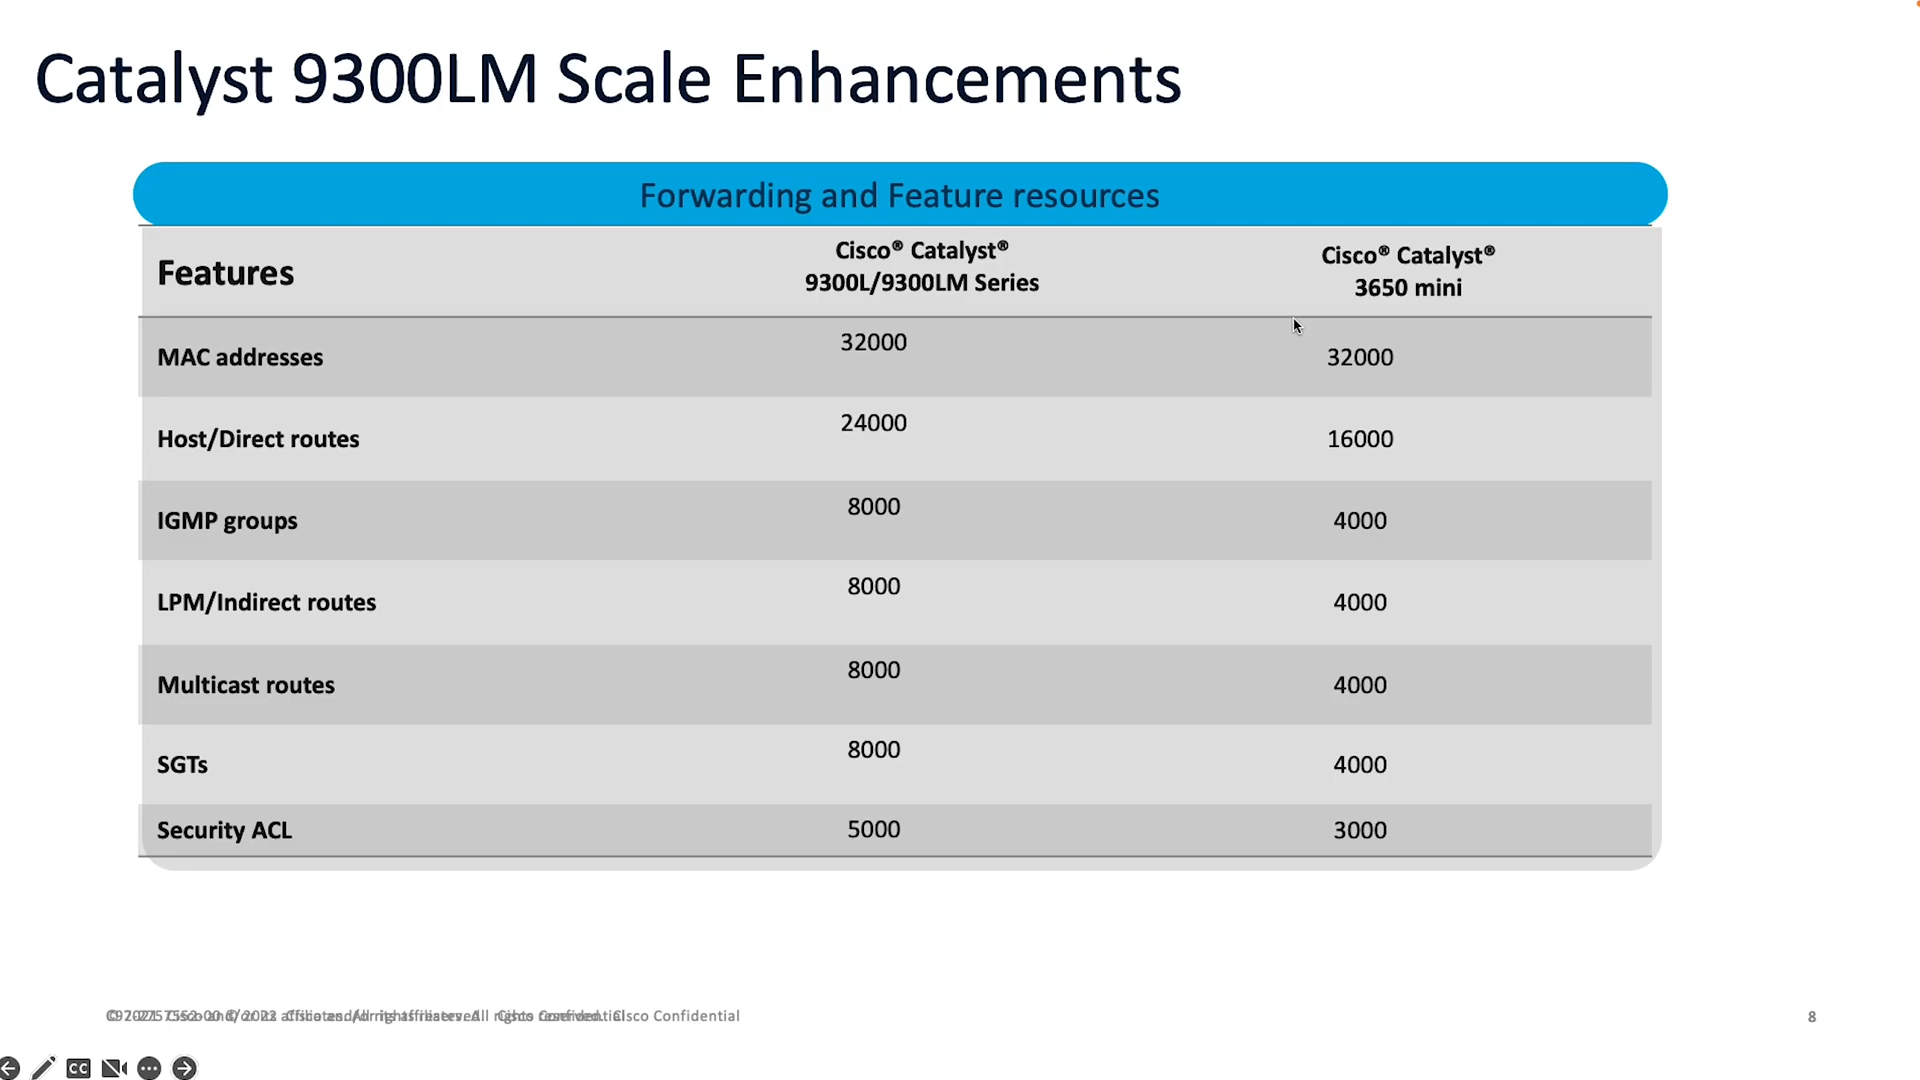 Catalyst 9300LM Scale Enhancements
Forwarding and Feature resources
Features
Cisco® Catalyst®
9300L/9300LM Series
Cisco® Catalyst®
3650 mini
MAC addresses 32000 32000
Host/Direct routes 24000 16000
IGMP groups 8000 4000
LPM/Indirect routes 8000 4000
Multicast routes 8000 4000
SGTs 8000 4000
Security ACL 5000 3000
Cisco Confidential
8
CC